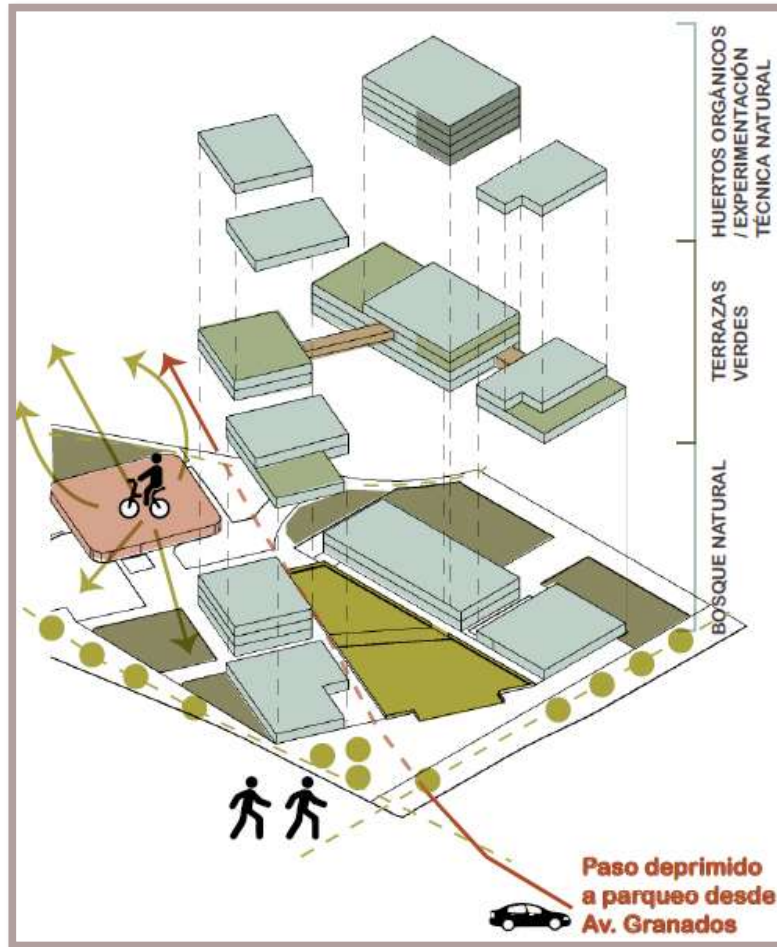 HUERTOS ORGÁNICOS
/ EXPERIMENTACIÓN
TÉCNICA NATURAL
TERRAZAS
VERDES
BOSQUE NATURAL
Paso deprimido
a parqueo desde
Av. Granados